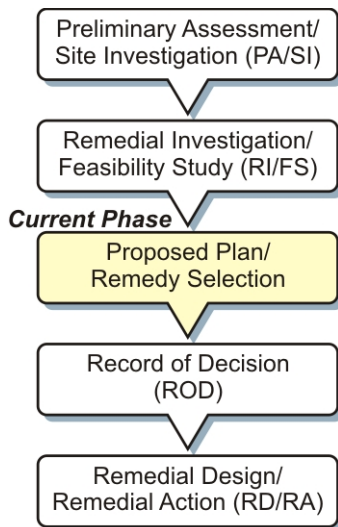 Preliminary Assessment/
Site Investigation (PA/SI)
Remedial Investigation/
Feasibility Study (RI/FS)
Current Phase
Proposed Plan/
Remedy Selection
Record of Decision
(ROD)
Remedial Design/
Remedial Action (RD/RA)